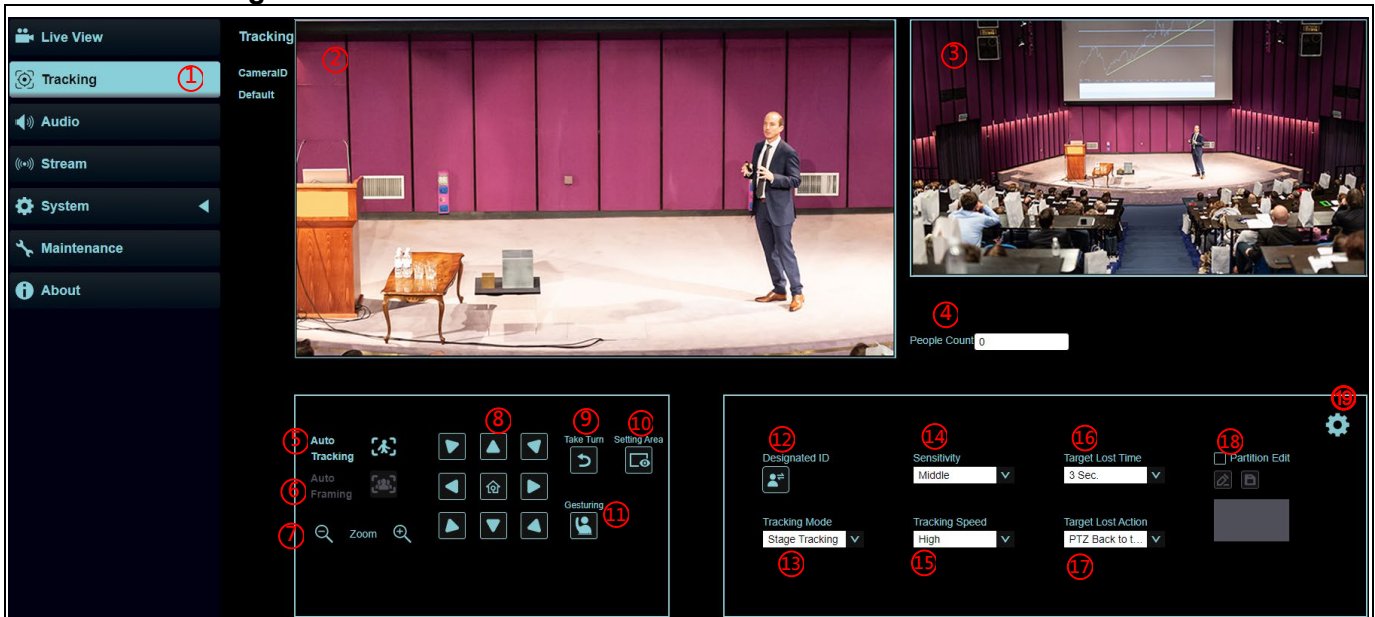 Live View
Tracking
①
Audio
Stream
System
Maintenance
About
Tracking
CameraID
Default
②
③
④
People Count 0
⑤ Auto
Tracking
⑥ Auto
Framing
⑦ Zoom
⑧
⑨
Take Turn
⑩
Setting Area
Gesturing
⑪
⑫
Designated ID
⑭
Sensitivity
Middle
⑯
Target Lost Time
3 Sec.
⑱
Partition Edit
⑲
Tracking Mode
Stage Tracking
⑬
Tracking Speed
High
⑮
Target Lost Action
PTZ Back to t...
⑰